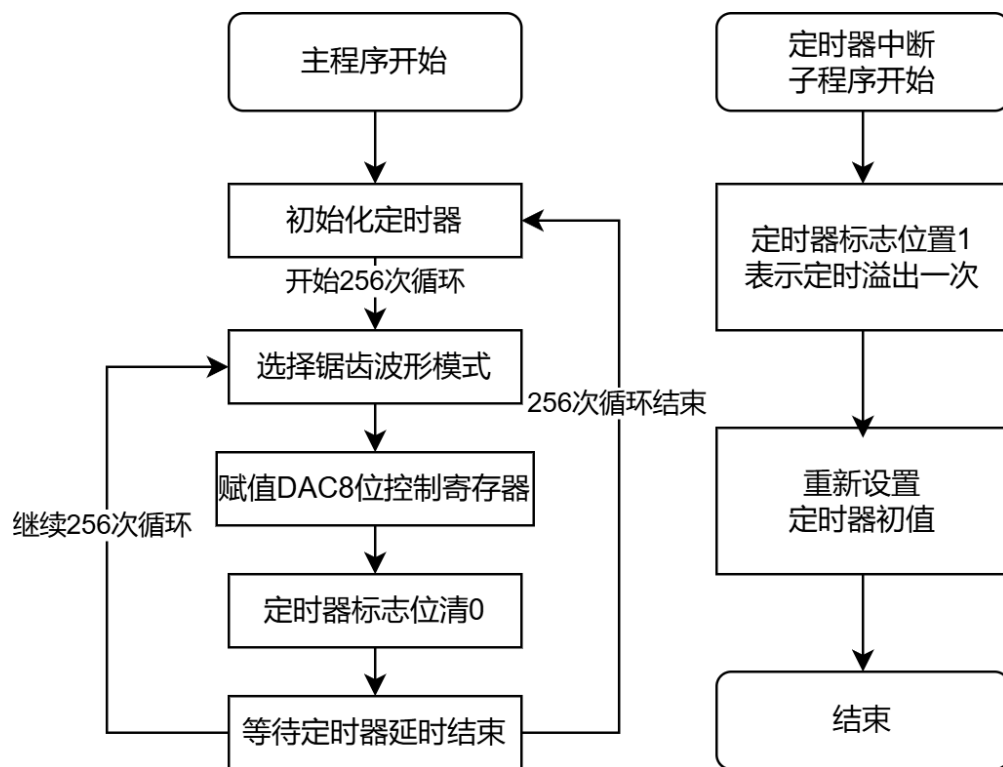 主程序开始
初始化定时器
开始256次循环
选择锯齿波形模式
256次循环结束
赋值DAC8位控制寄存器
继续256次循环
定时器标志位清0
等待定时器延时结束
定时器中断
子程序开始
定时器标志位置1
表示定时溢出一次
重新设置
定时器初值
结束